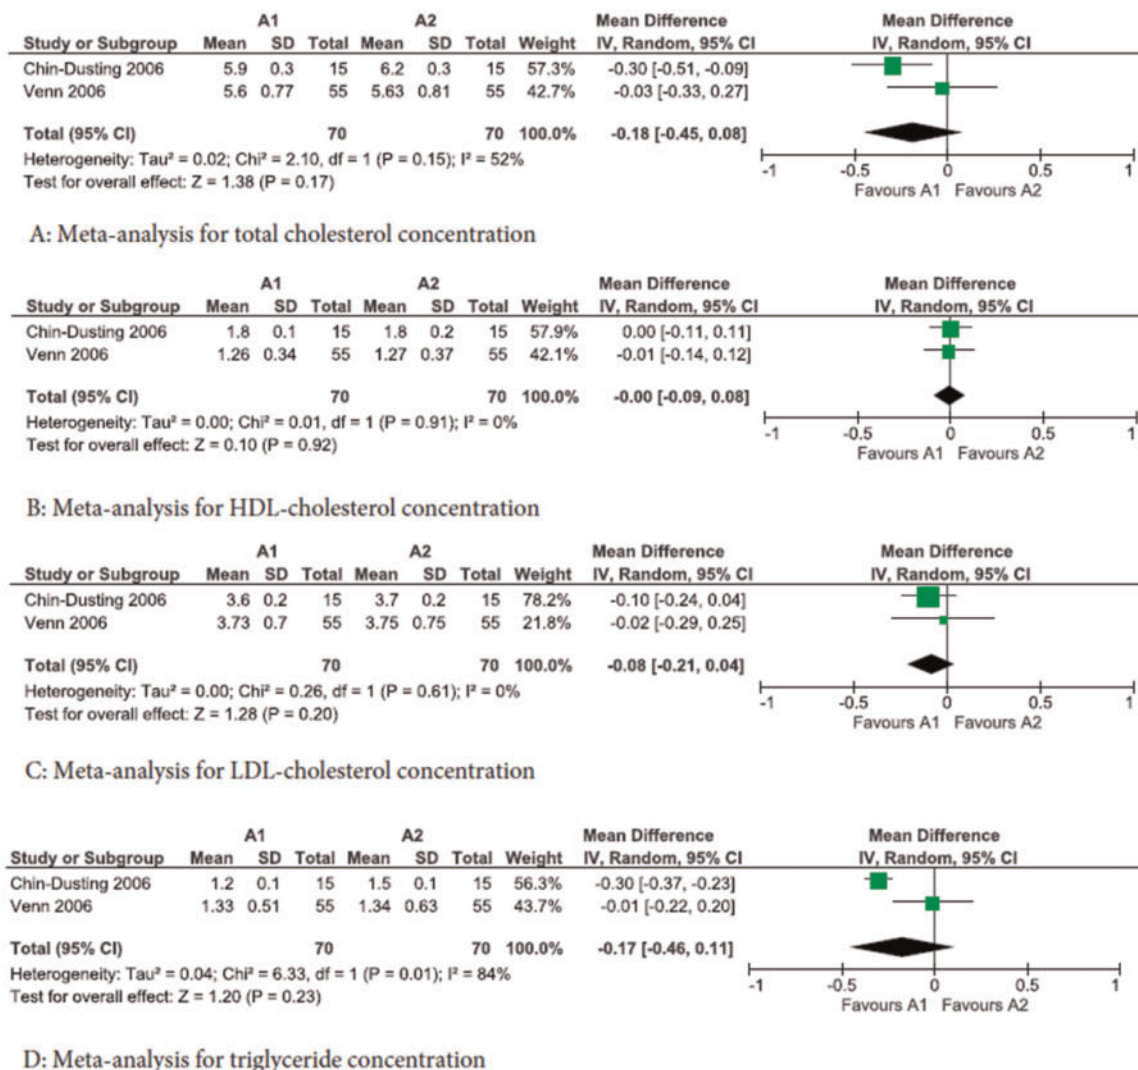 A1 A2 Mean Difference Mean Difference
Study or Subgroup Mean SD Total Mean SD Total Weight IV, Random, 95% CI IV, Random, 95% CI
Chin-Dusting 2006 5.9 0.3 15 6.2 0.3 15 57.3% -0.30 [-0.51, -0.09]
Venn 2006 5.6 0.77 55 5.63 0.81 55 42.7% -0.03 [-0.33, 0.27]
Total (95% CI) 70 70 100.0% -0.18 [-0.45, 0.08]
Heterogeneity: Tau² = 0.02; Chi² = 2.10, df = 1 (P = 0.15); I² = 52%
Test for overall effect: Z = 1.38 (P = 0.17)
-1 -0.5 0 0.5 1
Favours A1 Favours A2
A: Meta-analysis for total cholesterol concentration
A1 A2 Mean Difference Mean Difference
Study or Subgroup Mean SD Total Mean SD Total Weight IV, Random, 95% CI IV, Random, 95% CI
Chin-Dusting 2006 1.8 0.1 15 1.8 0.2 15 57.9% 0.00 [-0.11, 0.11]
Venn 2006 1.26 0.34 55 1.27 0.37 55 42.1% -0.01 [-0.14, 0.12]
Total (95% CI) 70 70 100.0% -0.00 [-0.09, 0.08]
Heterogeneity: Tau² = 0.00; Chi² = 0.01, df = 1 (P = 0.91); I² = 0%
Test for overall effect: Z = 0.10 (P = 0.92)
-1 -0.5 0 0.5 1
Favours A1 Favours A2
B: Meta-analysis for HDL-cholesterol concentration
A1 A2 Mean Difference Mean Difference
Study or Subgroup Mean SD Total Mean SD Total Weight IV, Random, 95% CI IV, Random, 95% CI
Chin-Dusting 2006 3.6 0.2 15 3.7 0.2 15 78.2% -0.10 [-0.24, 0.04]
Venn 2006 3.73 0.7 55 3.75 0.75 55 21.8% -0.02 [-0.29, 0.25]
Total (95% CI) 70 70 100.0% -0.08 [-0.21, 0.04]
Heterogeneity: Tau² = 0.00; Chi² = 0.26, df = 1 (P = 0.61); I² = 0%
Test for overall effect: Z = 1.28 (P = 0.20)
-1 -0.5 0 0.5 1
Favours A1 Favours A2
C: Meta-analysis for LDL-cholesterol concentration
A1 A2 Mean Difference Mean Difference
Study or Subgroup Mean SD Total Mean SD Total Weight IV, Random, 95% CI IV, Random, 95% CI
Chin-Dusting 2006 1.2 0.1 15 1.5 0.1 15 56.3% -0.30 [-0.37, -0.23]
Venn 2006 1.33 0.51 55 1.34 0.63 55 43.7% -0.01 [-0.22, 0.20]
Total (95% CI) 70 70 100.0% -0.17 [-0.46, 0.11]
Heterogeneity: Tau² = 0.04; Chi² = 6.33, df = 1 (P = 0.01); I² = 84%
Test for overall effect: Z = 1.20 (P = 0.23)
-1 -0.5 0 0.5 1
Favours A1 Favours A2
D: Meta-analysis for triglyceride concentration